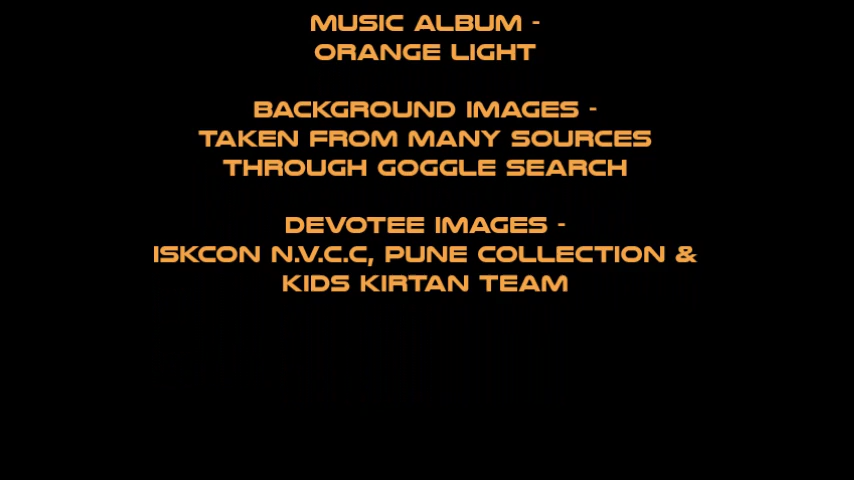 MUSIC ALBUM -
ORANGE LIGHT
BACKGROUND IMAGES -
TAKEN FROM MANY SOURCES
THROUGH GOGGLE SEARCH
DEVOTEE IMAGES -
ISKCON N.V.C.C, PUNE COLLECTION &
KIDS KIRTAN TEAM